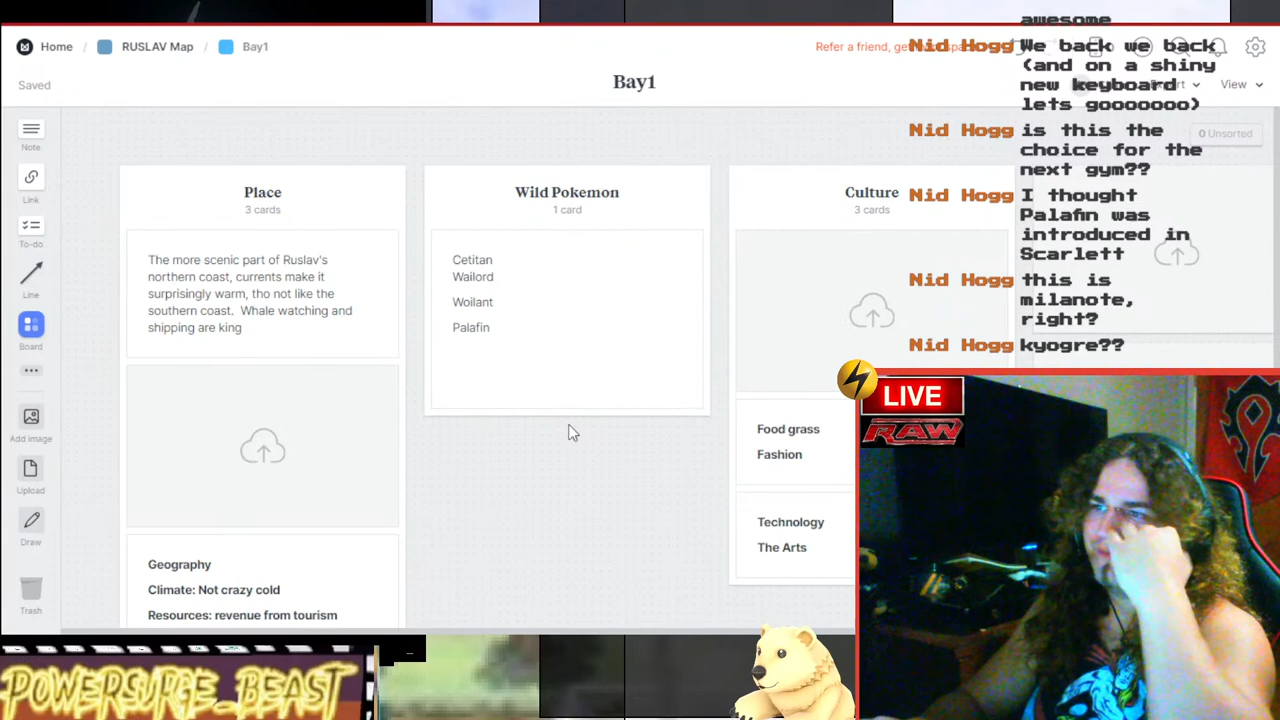 Home / RUSLAV Map / Bay1
Refer a friend, get
Saved
Bay1
Export
View
Note
Link
To-do
Line
Board
Add image
Upload
Draw
Trash
0 Unsorted
Place
3 cards
The more scenic part of Ruslav's
northern coast, currents make it
surprisingly warm, tho not like the
southern coast. Whale watching and
shipping are king
Geography
Climate: Not crazy cold
Resources: revenue from tourism
Wild Pokemon
1 card
Cetitan
Wailord
Woilant
Palafin
Culture
3 cards
Food grass
Fashion
Technology
The Arts
awesome
Nid Hogg We back we back
(and on a shiny
new keyboard
lets gooooooo)
Nid Hogg is this the
choice for the
next gym??
Nid Hogg I thought
Palafin was
introduced in
Scarlett
Nid Hogg this is
milanote,
right?
Nid Hogg kyogre??
LIVE
RAW
POWERSURGE_BEAST